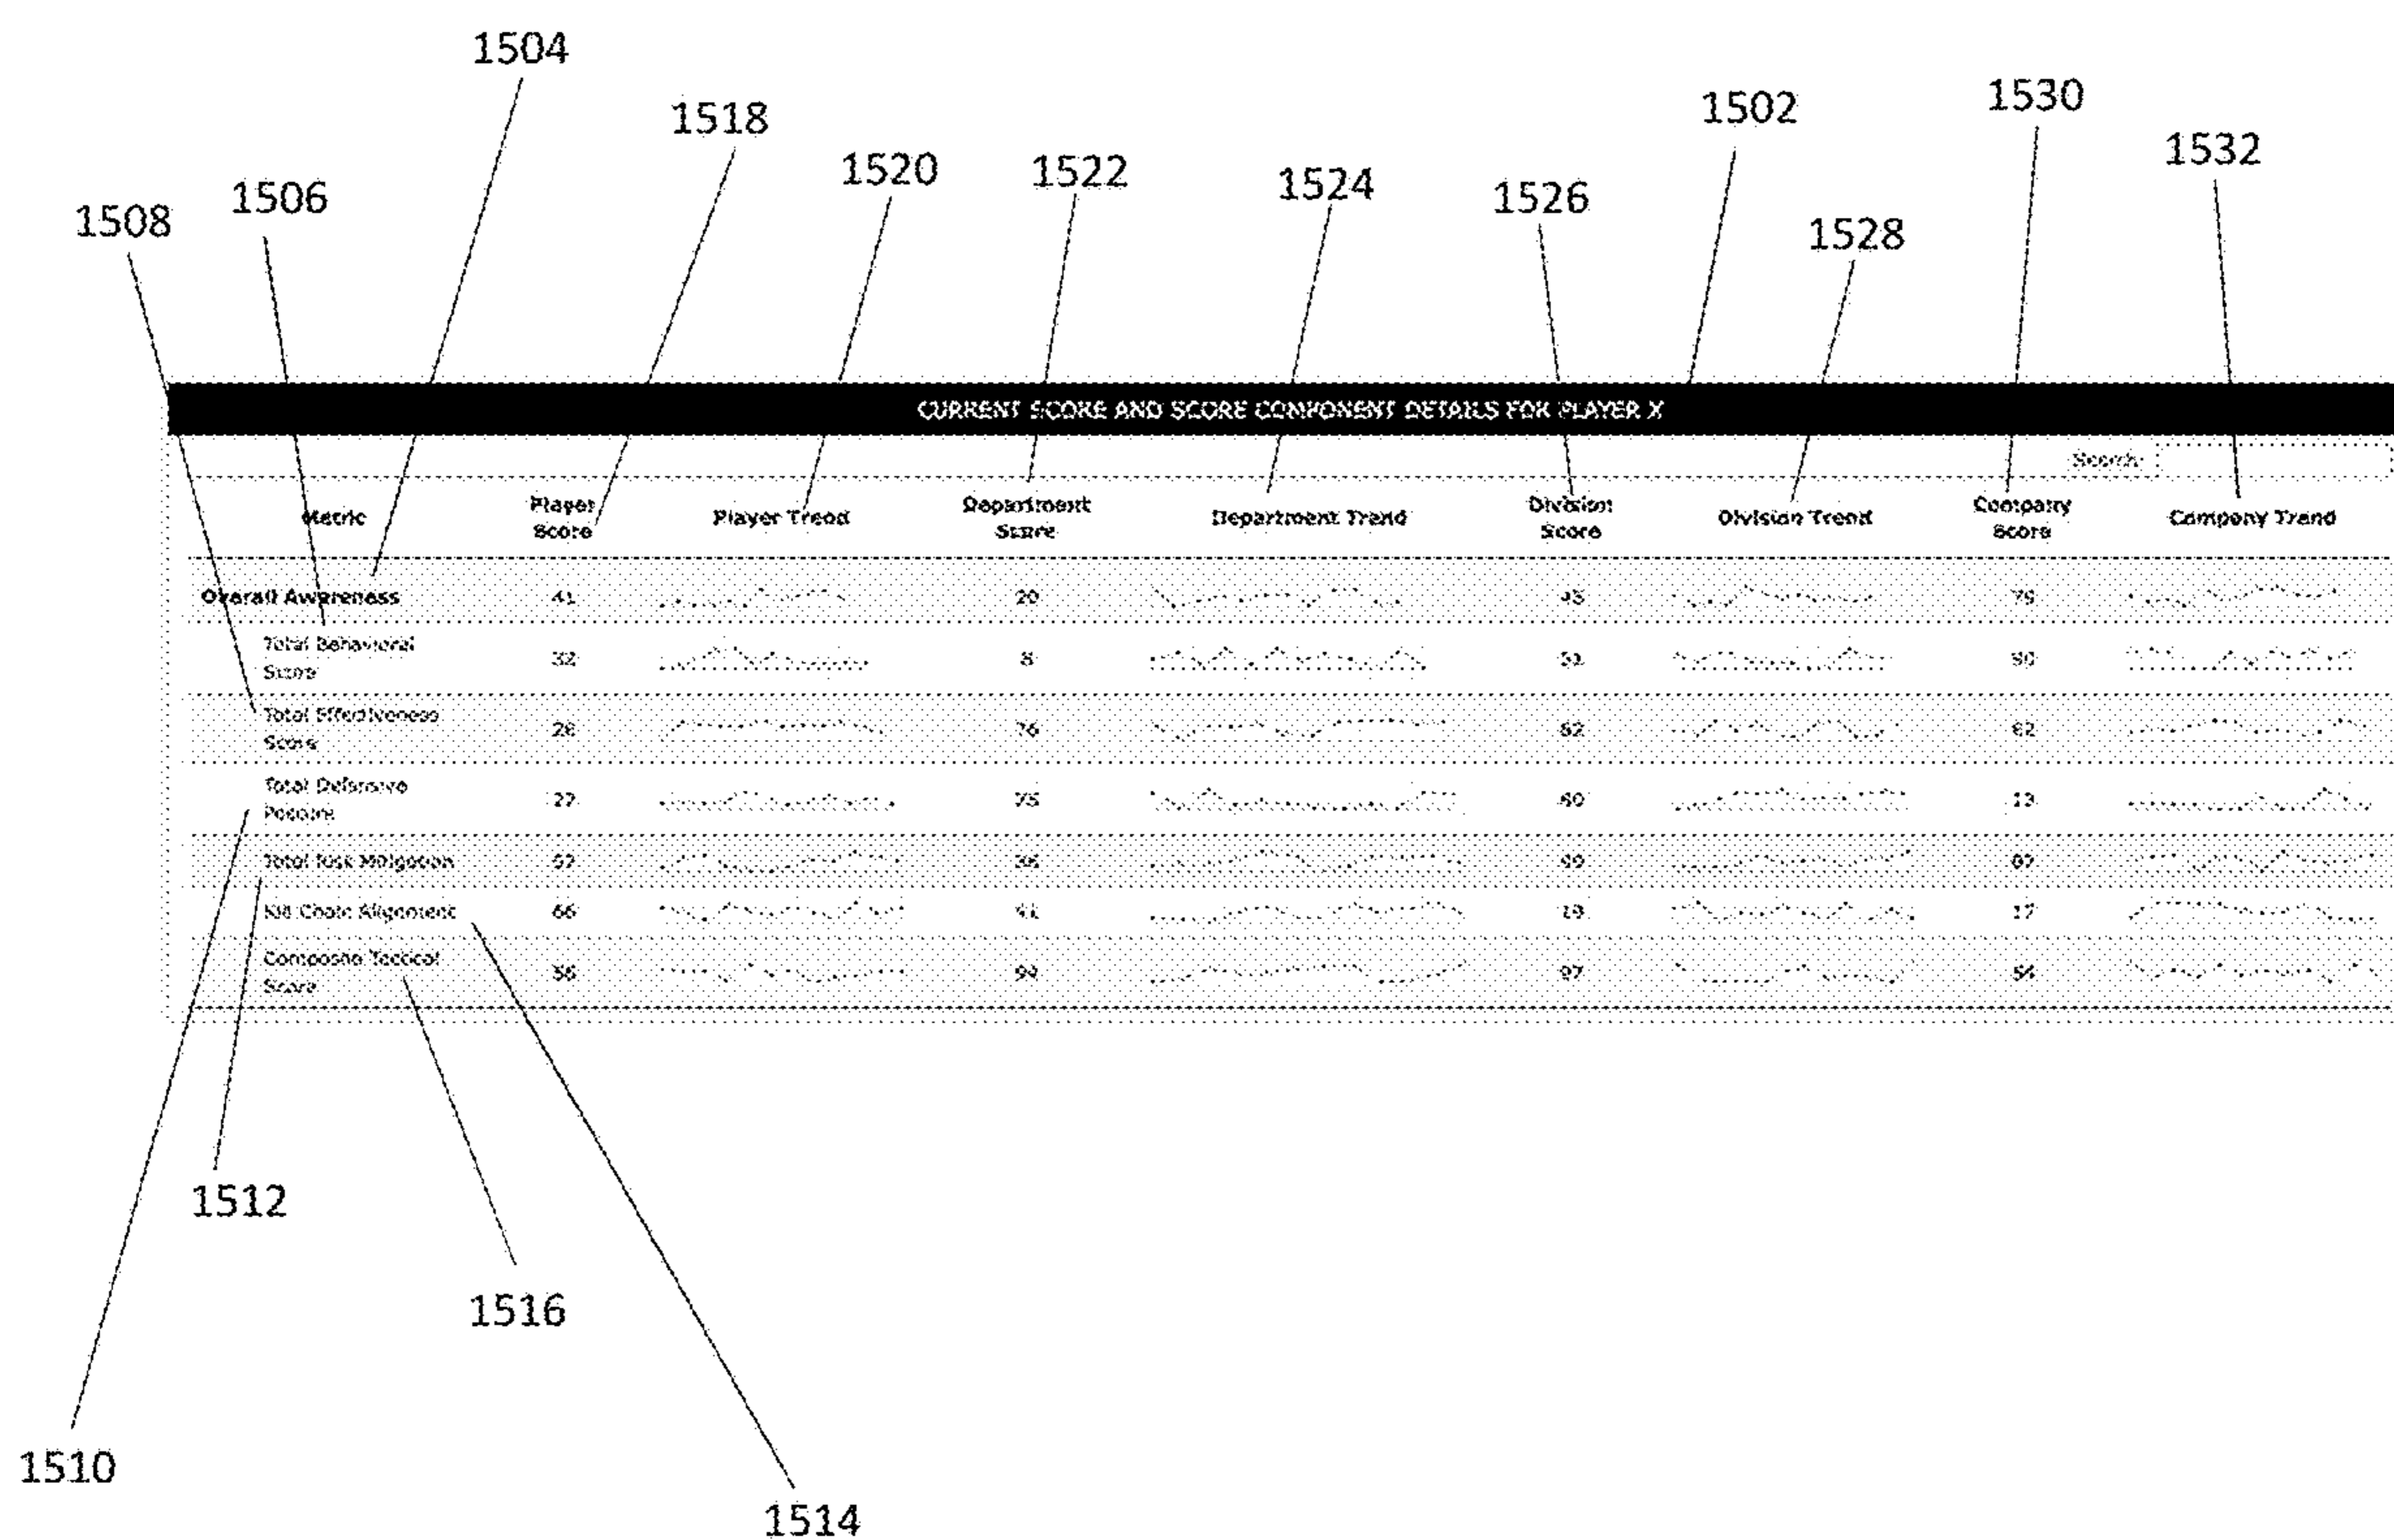 1504
1518
1502
1530
1520
1522
1532
1524
1506
1526
1508
1528
CURRENT SCORE AND SCORE COMPONENT DETAILS FOR PLAYER X
Search:
Metric Player Score Player Trend Department Score Department Trend Division Score Division Trend Company Score Company Trend
Overall Awareness 41 20
Total Behavioral
Score 32 8
Total Effectiveness
Score 76 62
Total Defensive
Posture 27 75 60
Total Risk Mitigation
Kill Chain Alignment 66 17
Composite Tactical
Score 97
1512
1516
1510
1514